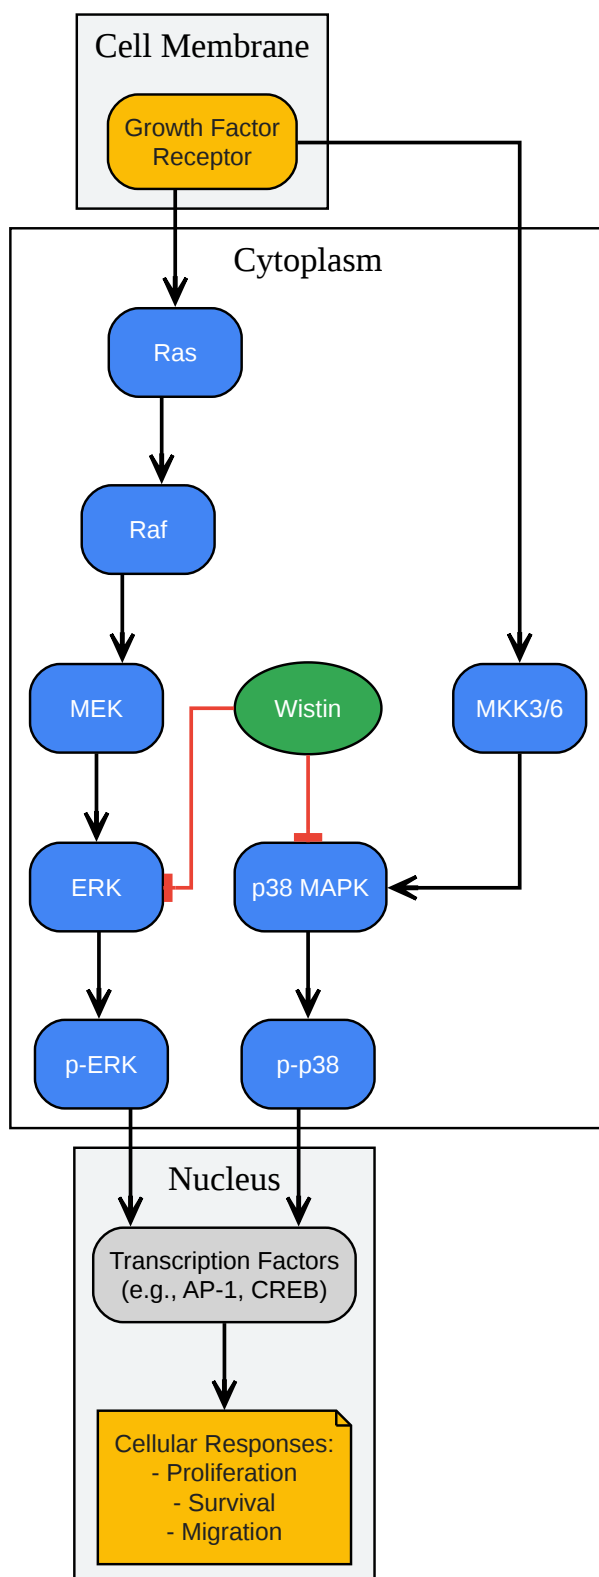 Cell Membrane
Growth Factor
Receptor
Cytoplasm
Ras
Raf
MEK
Wistin
MKK3/6
ERK
p38 MAPK
p-ERK
p-p38
Nucleus
Transcription Factors
(e.g., AP-1, CREB)
Cellular Responses:
- Proliferation
- Survival
- Migration